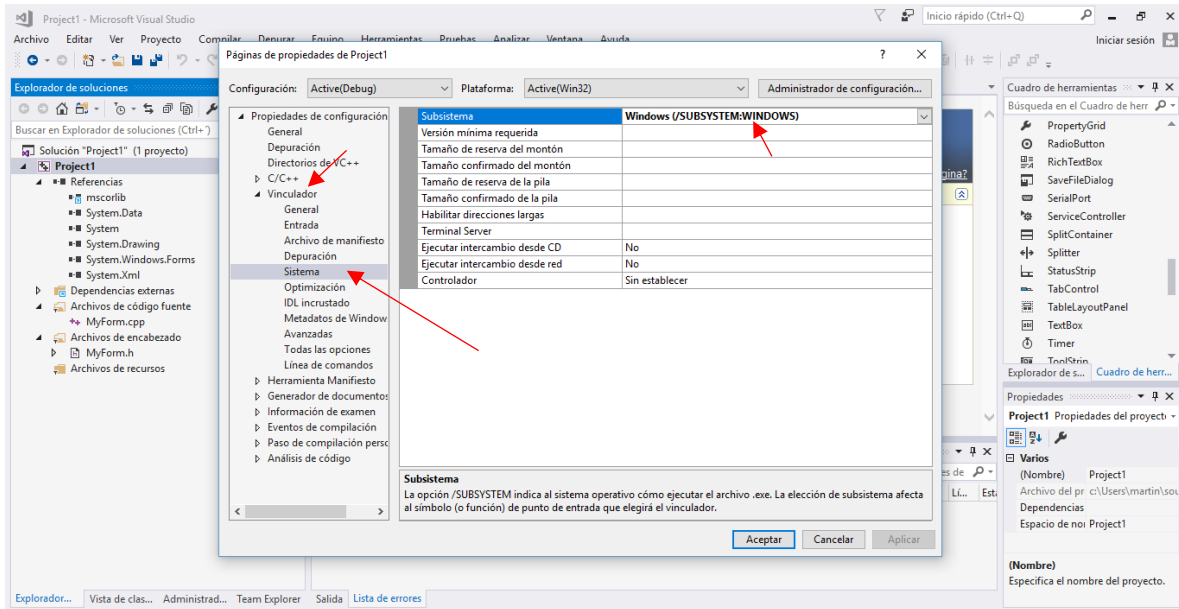 Project1 - Microsoft Visual Studio
Inicio rápido (Ctrl+Q)
Archivo Editar Ver Proyecto Compilar Depurar Equipo Herramientas Pruebas Analizar Ventana Ayuda
Iniciar sesión
Explorador de soluciones
Buscar en Explorador de soluciones (Ctrl+¨)
Solución "Project1" (1 proyecto)
Project1
Referencias
mscorlib
System.Data
System
System.Drawing
System.Windows.Forms
System.Xml
Dependencias externas
Archivos de código fuente
MyForm.cpp
Archivos de encabezado
MyForm.h
Archivos de recursos
Páginas de propiedades de Project1
? X
Configuración: Active(Debug)
Plataforma: Active(Win32)
Administrador de configuración...
Propiedades de configuración
General
Depuración
Directorios de VC++
C/C++
Vinculador
General
Entrada
Archivo de manifiesto
Depuración
Sistema
Optimización
IDL incrustado
Metadatos de Window
Avanzadas
Todas las opciones
Línea de comandos
Herramienta Manifiesto
Generador de documentos
Información de examen
Eventos de compilación
Paso de compilación perso
Análisis de código
Subsistema Windows (/SUBSYSTEM:WINDOWS)
Versión mínima requerida
Tamaño de reserva del montón
Tamaño confirmado del montón
Tamaño de reserva de la pila
Tamaño confirmado de la pila
Habilitar direcciones largas
Terminal Server
Ejecutar intercambio desde CD No
Ejecutar intercambio desde red No
Controlador Sin establecer
Subsistema
La opción /SUBSYSTEM indica al sistema operativo cómo ejecutar el archivo .exe. La elección de subsistema afecta
al símbolo (o función) de punto de entrada que elegirá el vinculador.
Aceptar Cancelar Aplicar
gina?
es de
Lí... Esta
Cuadro de herramientas
Búsqueda en el Cuadro de herr
PropertyGrid
RadioButton
RichTextBox
SaveFileDialog
SerialPort
ServiceController
SplitContainer
Splitter
StatusStrip
TabControl
TableLayoutPanel
TextBox
Timer
ToolStrip
Explorador de s... Cuadro de herr...
Propiedades
Project1 Propiedades del proyecto
Varios
(Nombre) Project1
Archivo del pr c:\Users\martin\sou
Dependencias
Espacio de noi Project1
(Nombre)
Especifica el nombre del proyecto.
Explorador... Vista de clas... Administrad... Team Explorer Salida Lista de errores